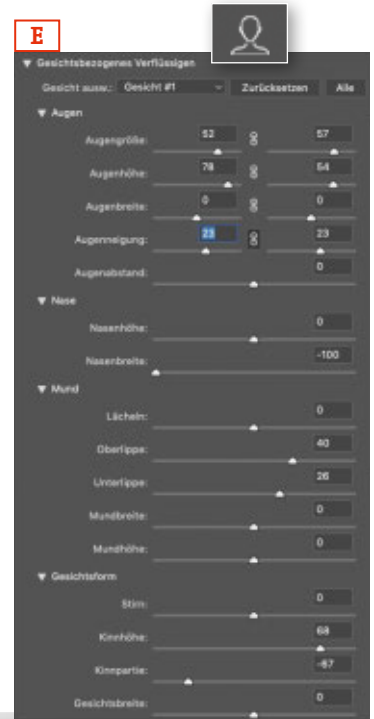 E
Gesichtsbezogenes Verflüssigen
Gesicht ausw.: Gesicht #1 Zurücksetzen Alle
Augen
Augengröße: 52 57
Augenhöhe: 78 54
Augenbreite: 0 0
Augenneigung: 23 23
Augenabstand: 0
Nase
Nasenhöhe: 0
Nasenbreite: -100
Mund
Lächeln: 0
Oberlippe: 40
Unterlippe: 26
Mundbreite: 0
Mundhöhe: 0
Gesichtsform
Stirn: 0
Kinnhöhe: 68
Kinnpartie: -67
Gesichtsbreite: 0